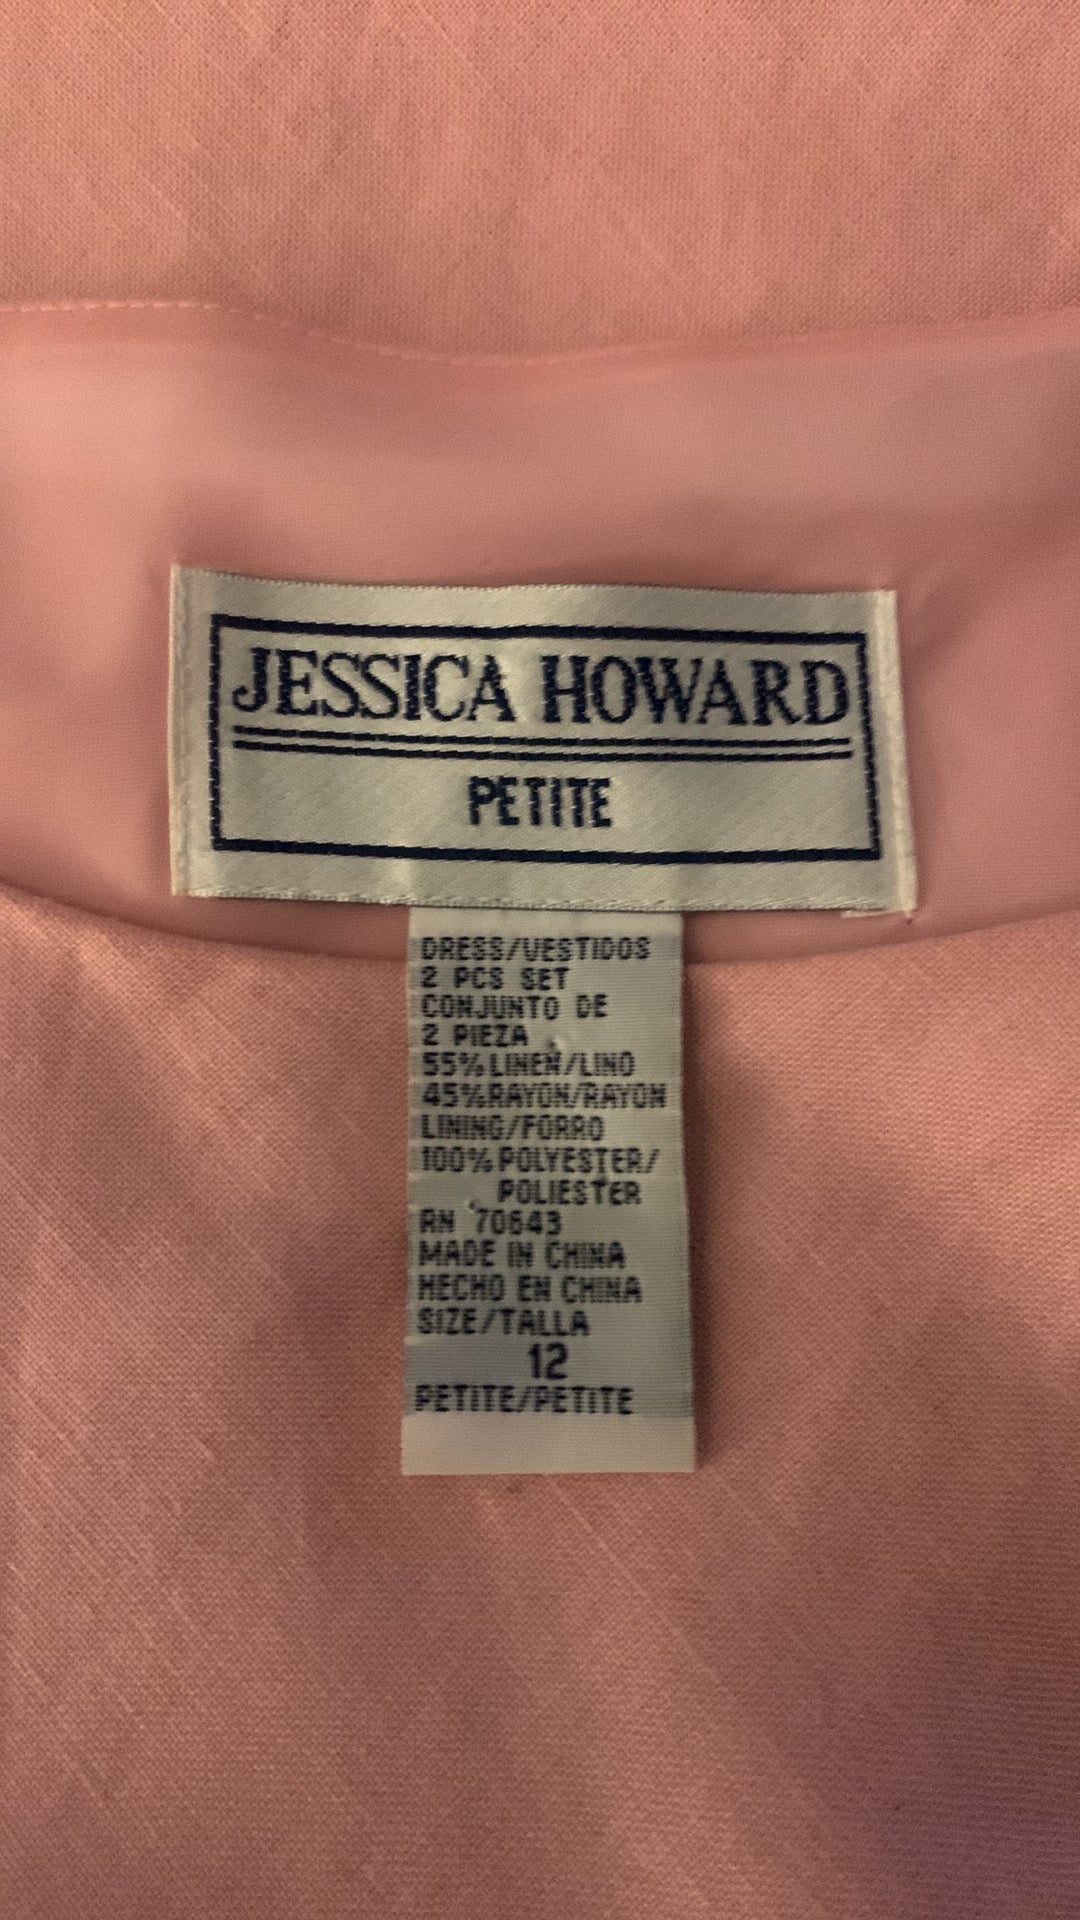 JESSICA HOWARD
PETITE
DRESS/VESTIDOS
2 PCS SET
CONJUNTO DE
2 PIEZA
55% LINEN/LINO
45%RAYON/RAYON
LINING/FORRO
100% POLYESTER/
POLIESTER
RN 70643
MADE IN CHINA
HECHO EN CHINA
SIZE/TALLA
12
PETITE/PETITE